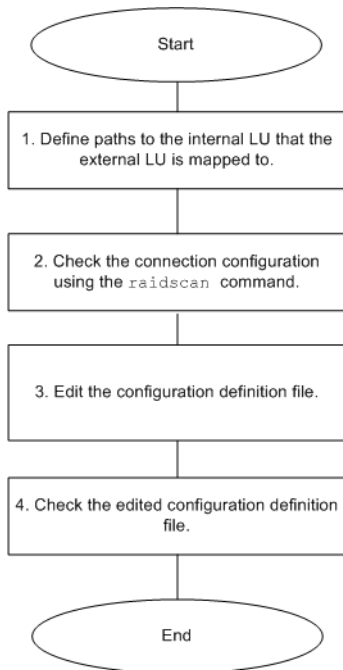 Start
1. Define paths to the internal LU that the
external LU is mapped to.
2. Check the connection configuration
using the raidscan command.
3. Edit the configuration definition file.
4. Check the edited configuration definition
file.
End